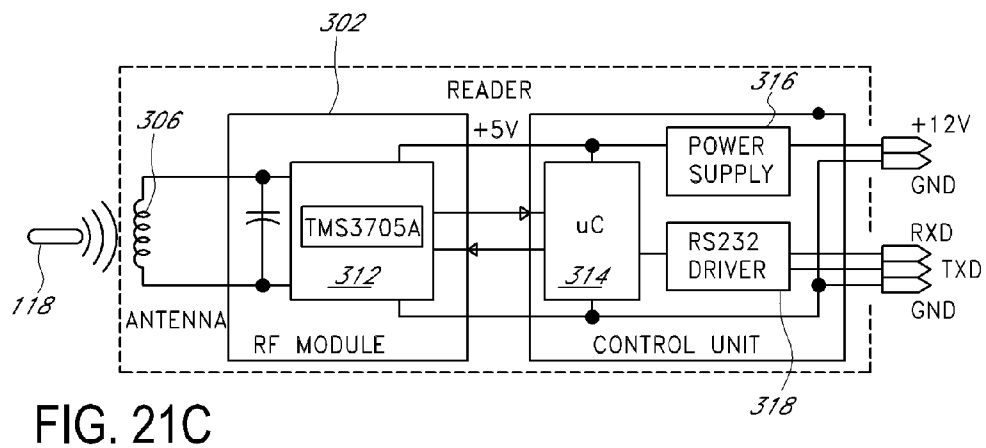 302
READER
316
306
+5V
+12V
POWER
SUPPLY
GND
TMS3705A
uC
RS232
DRIVER
RXD
TXD
312
314
118
GND
ANTENNA
RF MODULE
CONTROL UNIT
318
FIG. 21C